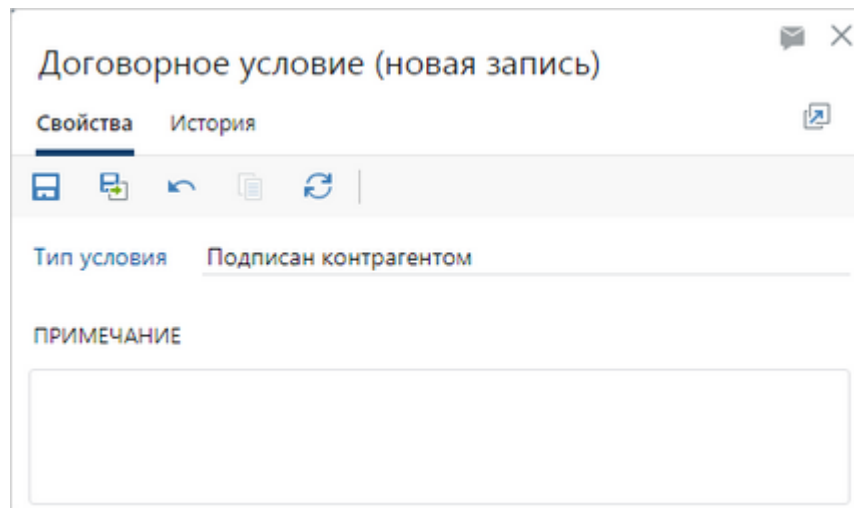 Договорное условие (новая запись)
Свойства История
Тип условия Подписан контрагентом
ПРИМЕЧАНИЕ